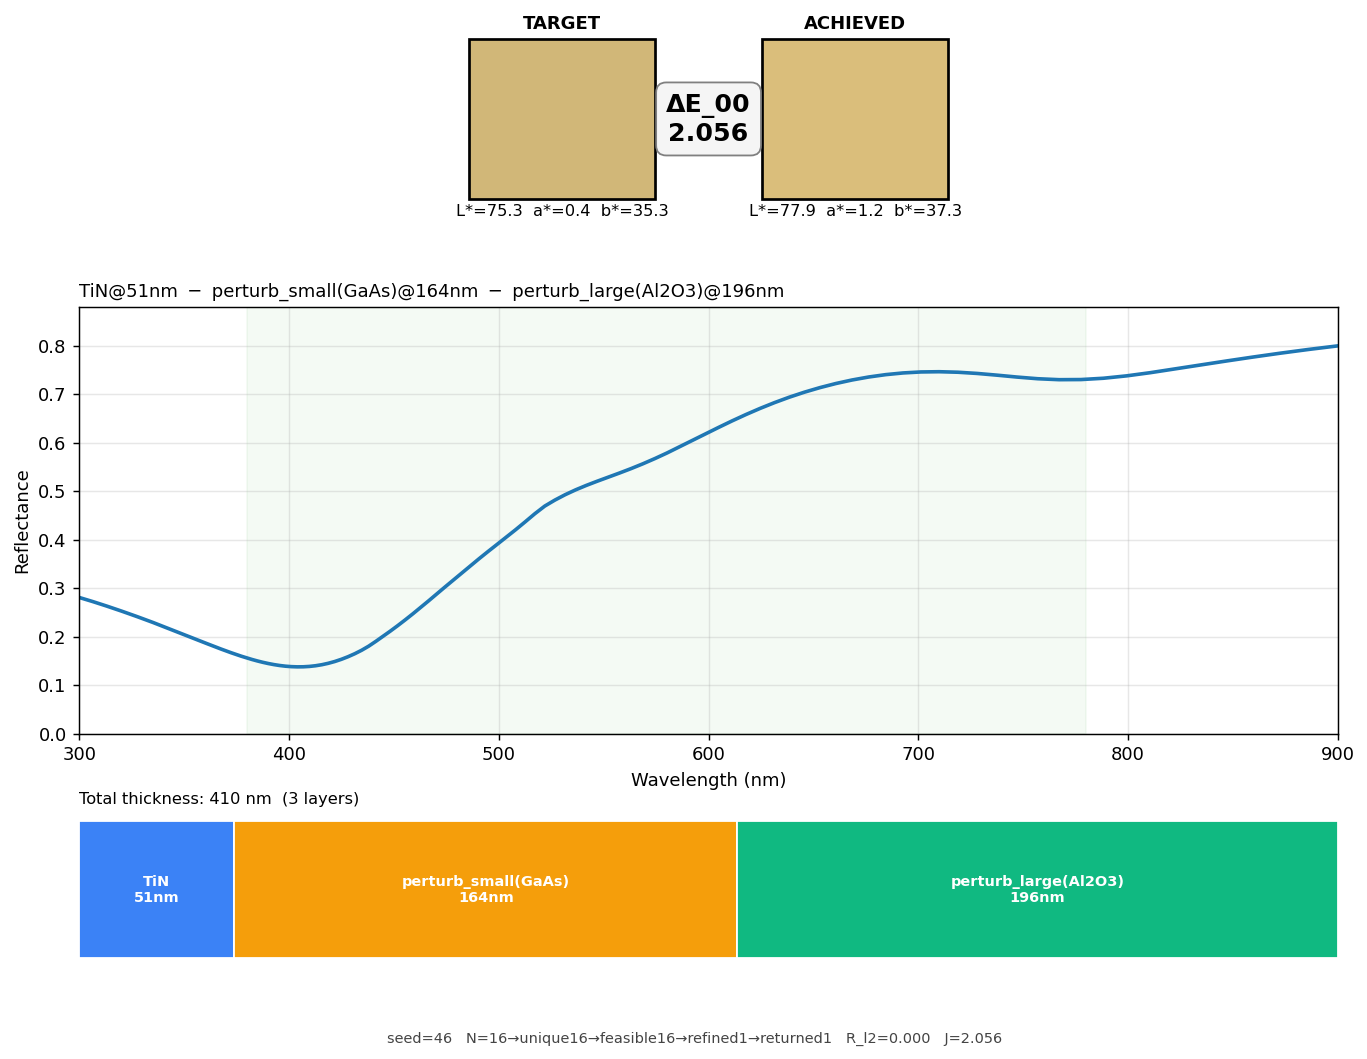 TARGET
ACHIEVED
ΔE_00
2.056
L*=75.3 a*=0.4 b*=35.3
L*=77.9 a*=1.2 b*=37.3
TiN@51nm − perturb_small(GaAs)@164nm − perturb_large(Al2O3)@196nm
Reflectance
0.8
0.7
0.6
0.5
0.4
0.3
0.2
0.1
0.0
300 400 500 600 700 800 900
Wavelength (nm)
Total thickness: 410 nm (3 layers)
TiN
51nm
perturb_small(GaAs)
164nm
perturb_large(Al2O3)
196nm
seed=46 N=16→unique16→feasible16→refined1→returned1 R_l2=0.000 J=2.056